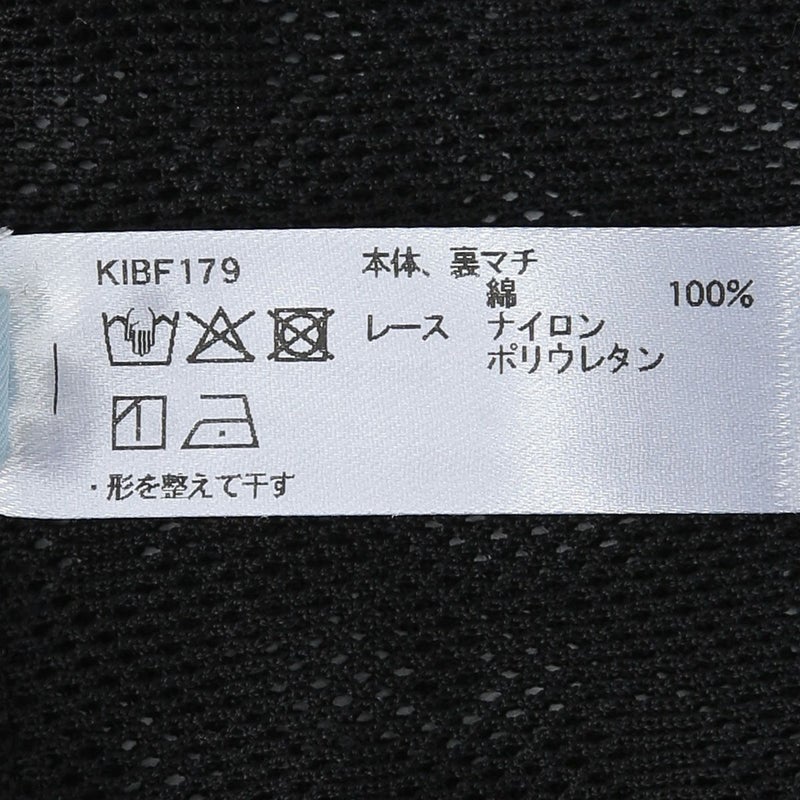 KIBF179
本体、裏マチ
綿 100%
レース ナイロン
ポリウレタン
・形を整えて干す